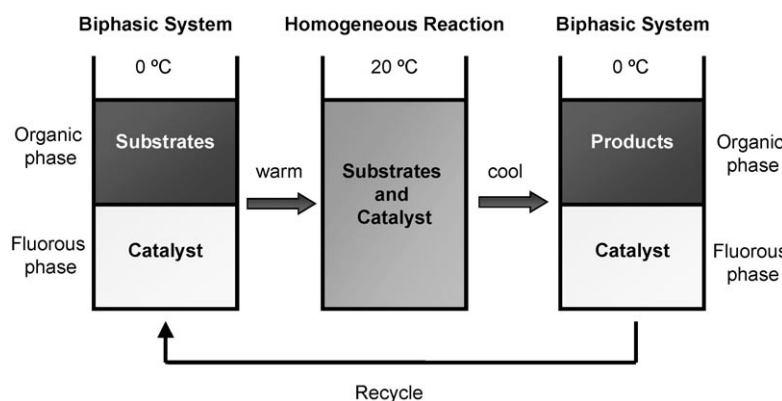 Biphasic System
Homogeneous Reaction
Biphasic System
0 ºC
20 ºC
0 ºC
Organic
phase
Substrates
warm
Substrates
and
Catalyst
cool
Products
Organic
phase
Fluorous
phase
Catalyst
Catalyst
Fluorous
phase
Recycle